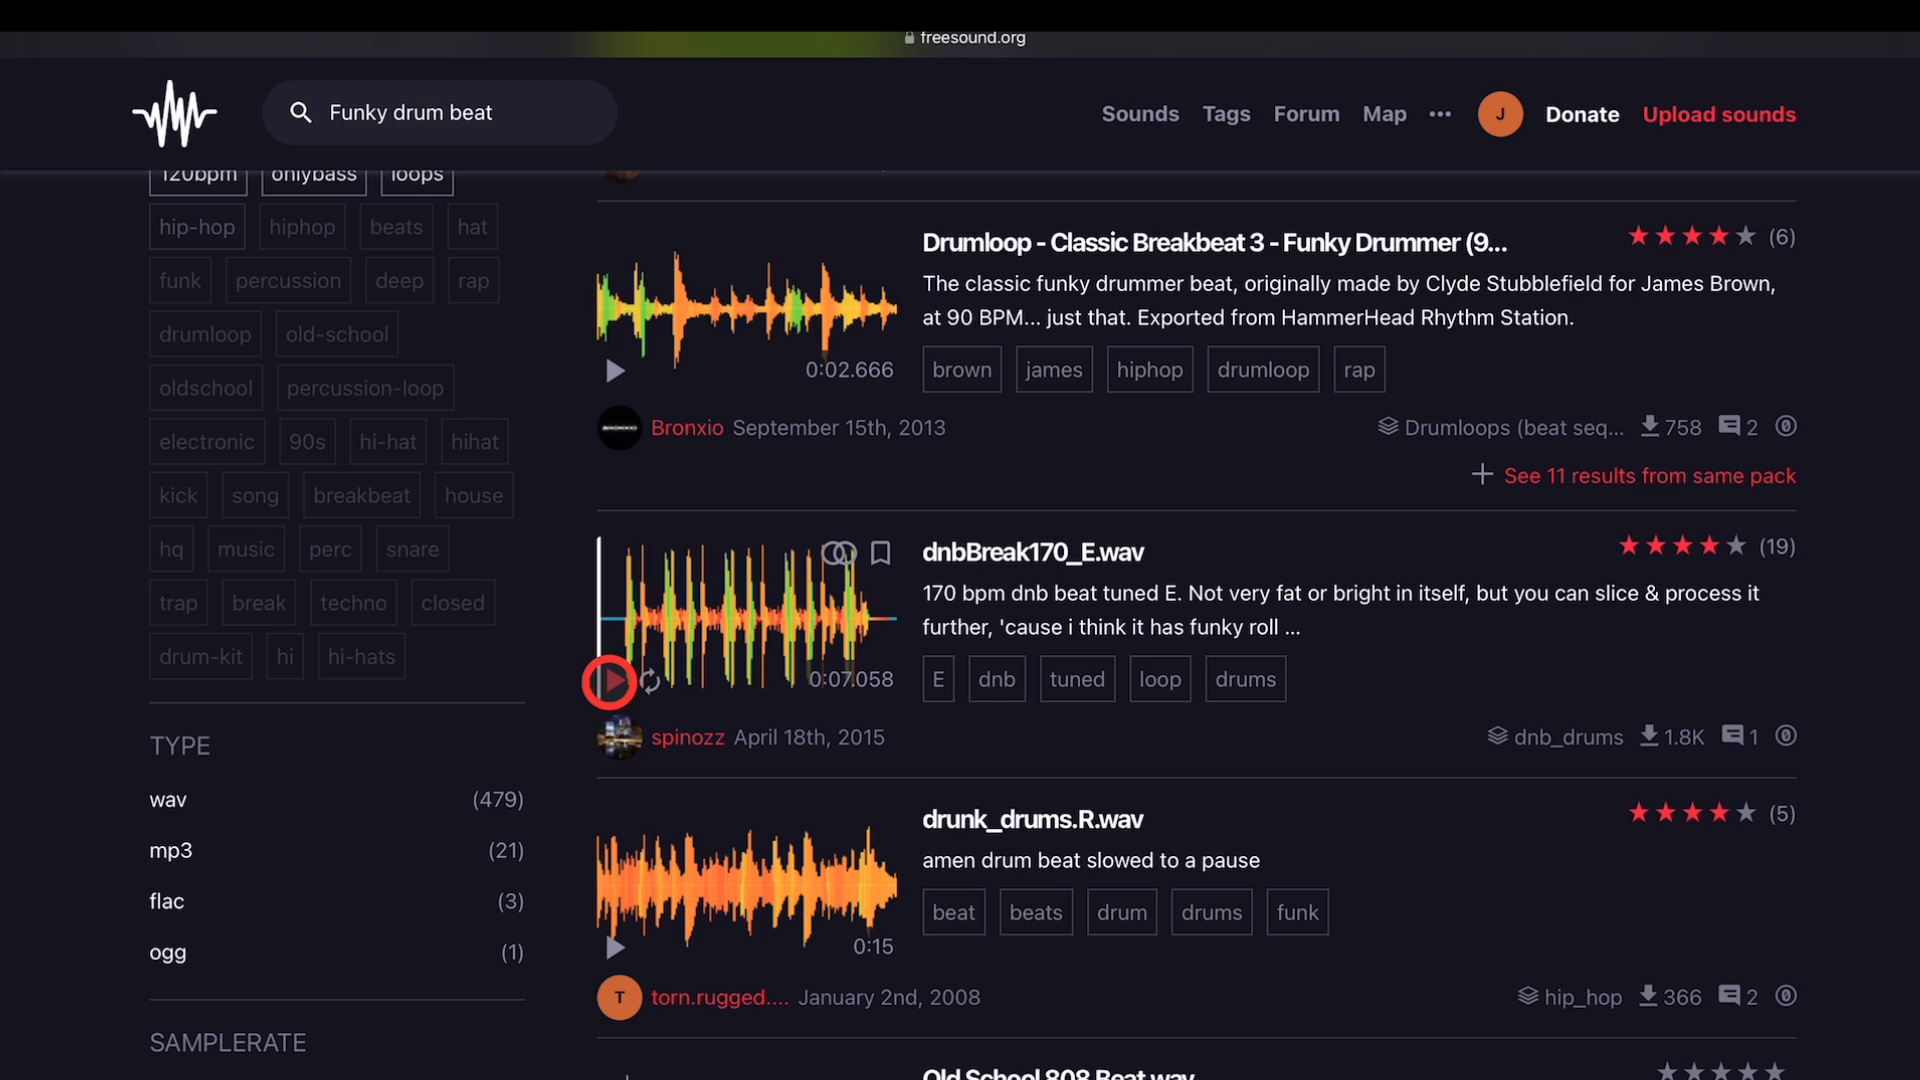 freesound.org
Funky drum beat
Sounds Tags Forum Map ••• J Donate Upload sounds
120bpm onlybass loops
hip-hop hiphop beats hat
funk percussion deep rap
drumloop old-school
oldschool percussion-loop
electronic 90s hi-hat hihat
kick song breakbeat house
hq music perc snare
trap break techno closed
drum-kit hi hi-hats
TYPE
wav (479)
mp3 (21)
flac (3)
ogg (1)
SAMPLERATE
Drumloop - Classic Breakbeat 3 - Funky Drummer (9... (6)
The classic funky drummer beat, originally made by Clyde Stubblefield for James Brown,
at 90 BPM... just that. Exported from HammerHead Rhythm Station.
0:02.666
brown james hiphop drumloop rap
Bronxio September 15th, 2013 Drumloops (beat seq... 758 2
See 11 results from same pack
dnbBreak170_E.wav (19)
170 bpm dnb beat tuned E. Not very fat or bright in itself, but you can slice & process it
further, 'cause i think it has funky roll ...
0:07.058
E dnb tuned loop drums
spinozz April 18th, 2015 dnb_drums 1.8K 1
drunk_drums.R.wav (5)
amen drum beat slowed to a pause
beat beats drum drums funk
0:15
T torn.rugged.... January 2nd, 2008 hip_hop 366 2
Old School 808 Beat.wav